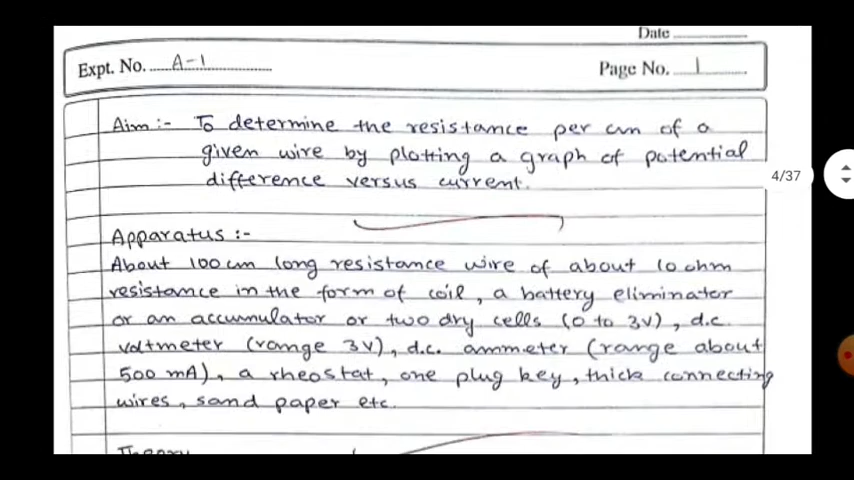 Date
Expt. No. A-1
Page No. 1
Aim :- To determine the resistance per cm of a
given wire by plotting a graph of potential
difference versus current.
4/37
Apparatus :-
About 100 cm long resistance wire of about 10 ohm
resistance in the form of coil, a battery eliminator
or an accumulator or two dry cells (0 to 3V), d.c.
voltmeter (range 3V), d.c. ammeter (range about
500 mA), a rheostat, one plug key, thick connecting
wires, sand paper etc.